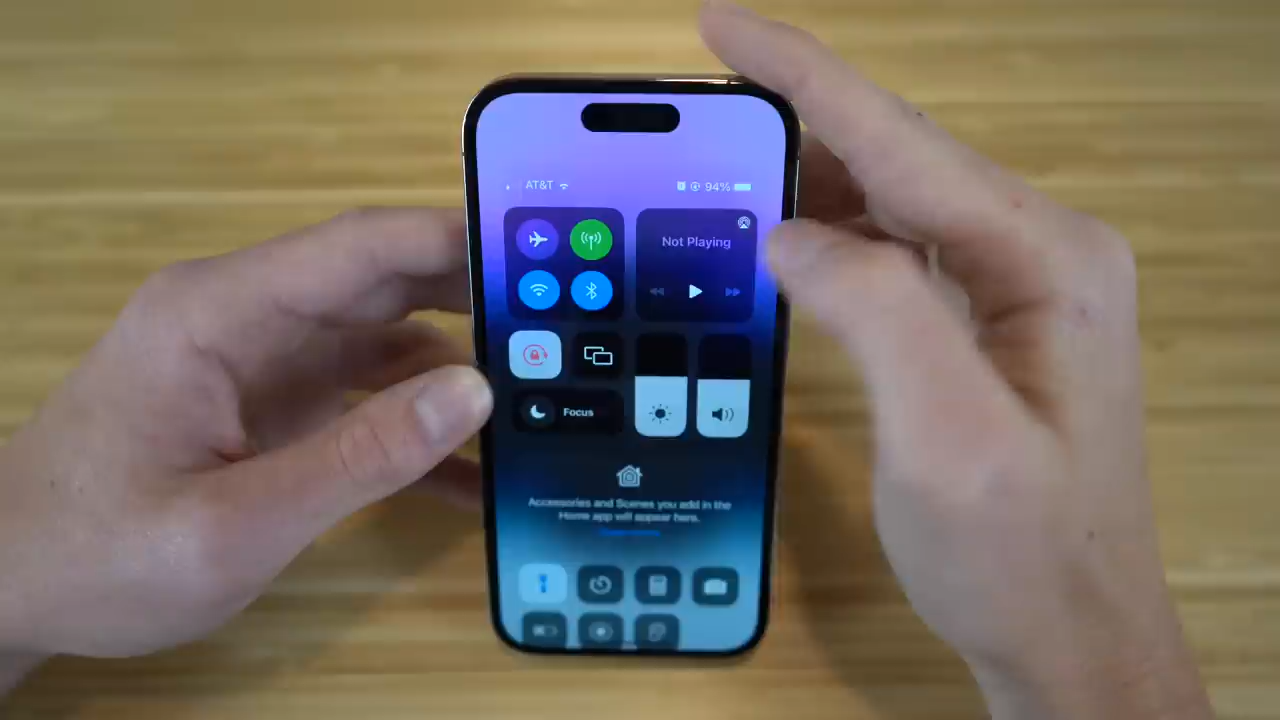 AT&T 94%
Not Playing
Focus
Accessories and Scenes you add in the
Home app will appear here.